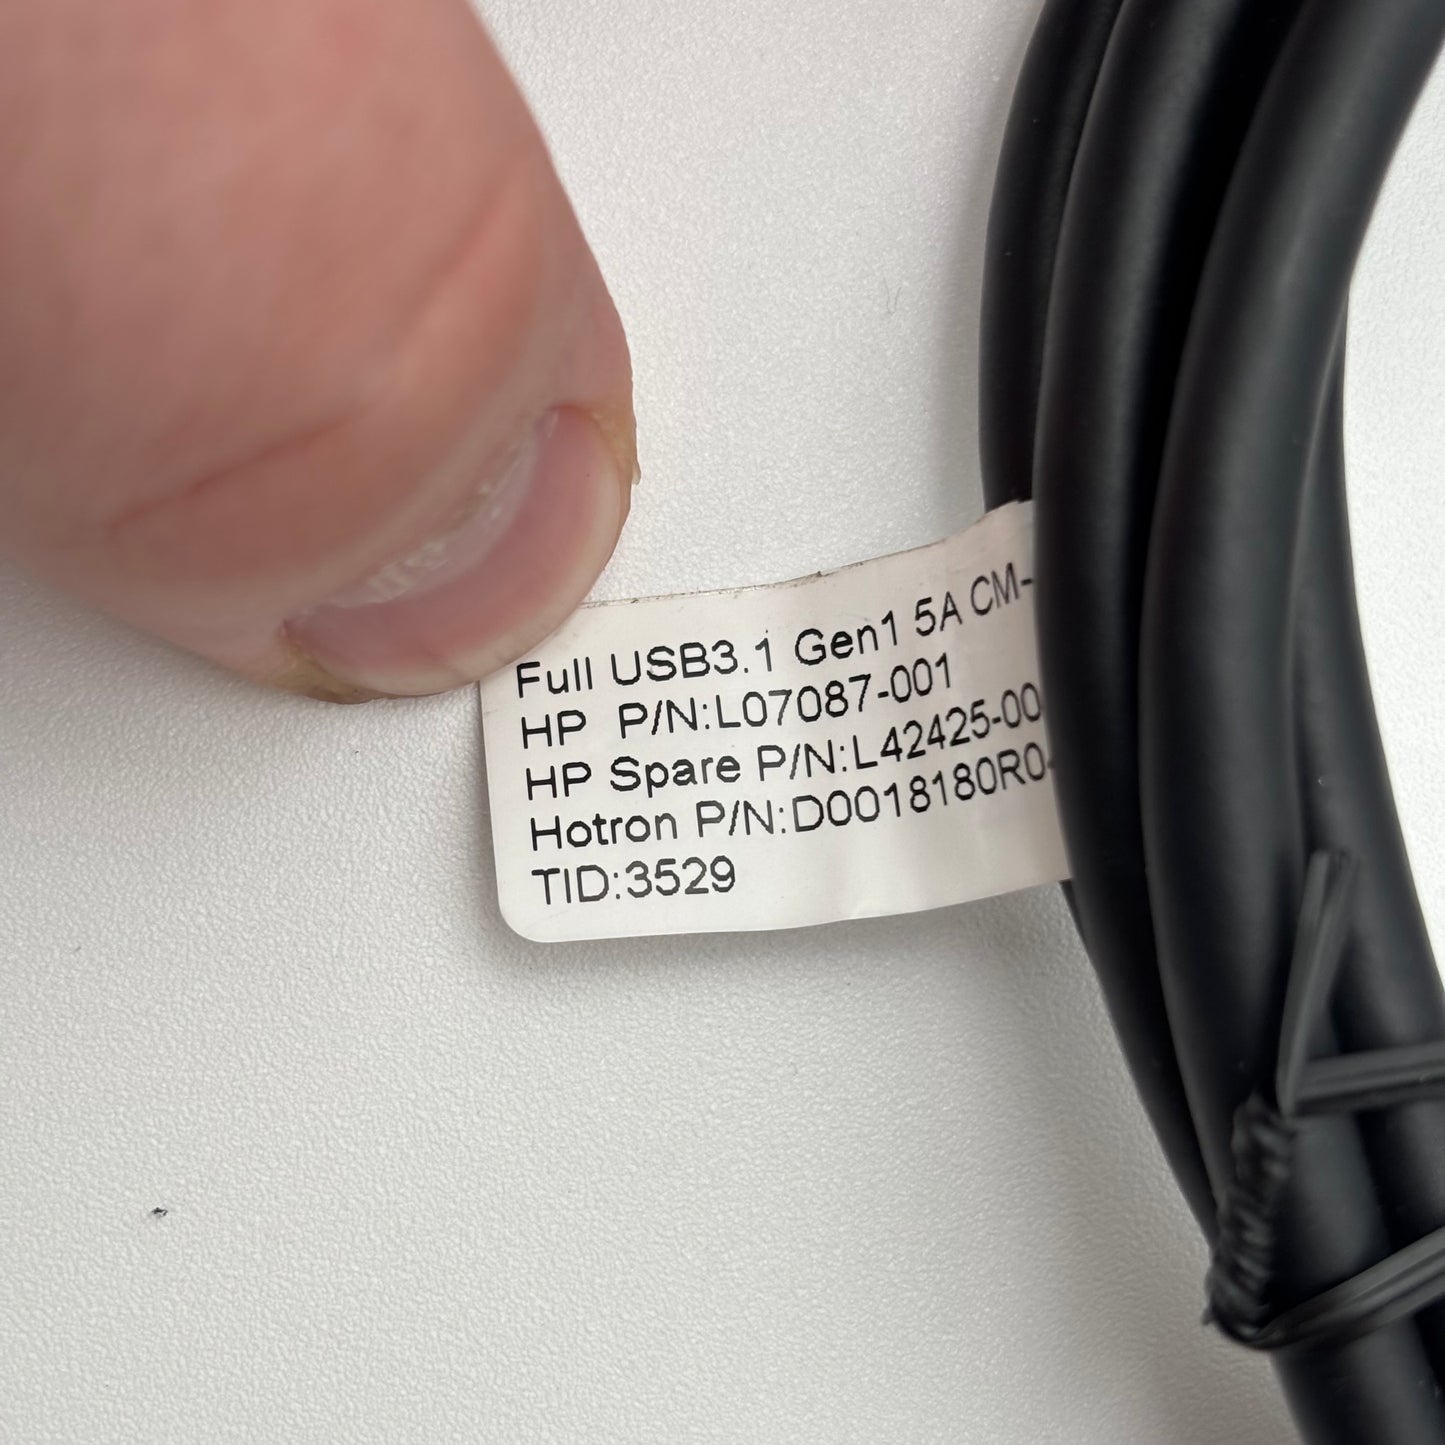 Full USB3.1 Gen1 5A CM-
HP P/N:L07087-001
HP Spare P/N:L42425-00
Hotron P/N:D0018180R0
TID:3529